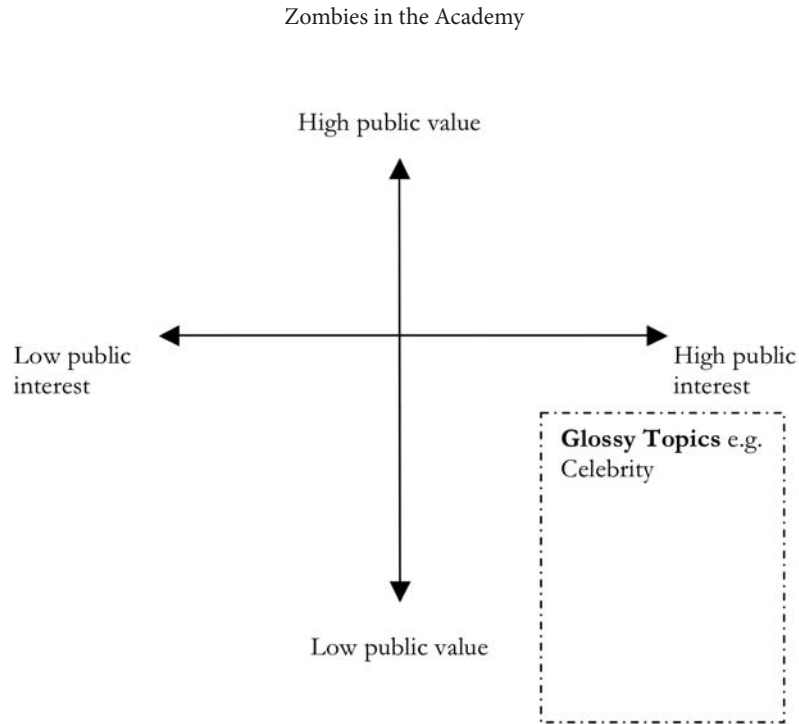 Zombies in the Academy
High public value
Low public
interest
High public
interest
Glossy Topics e.g.
Celebrity
Low public value